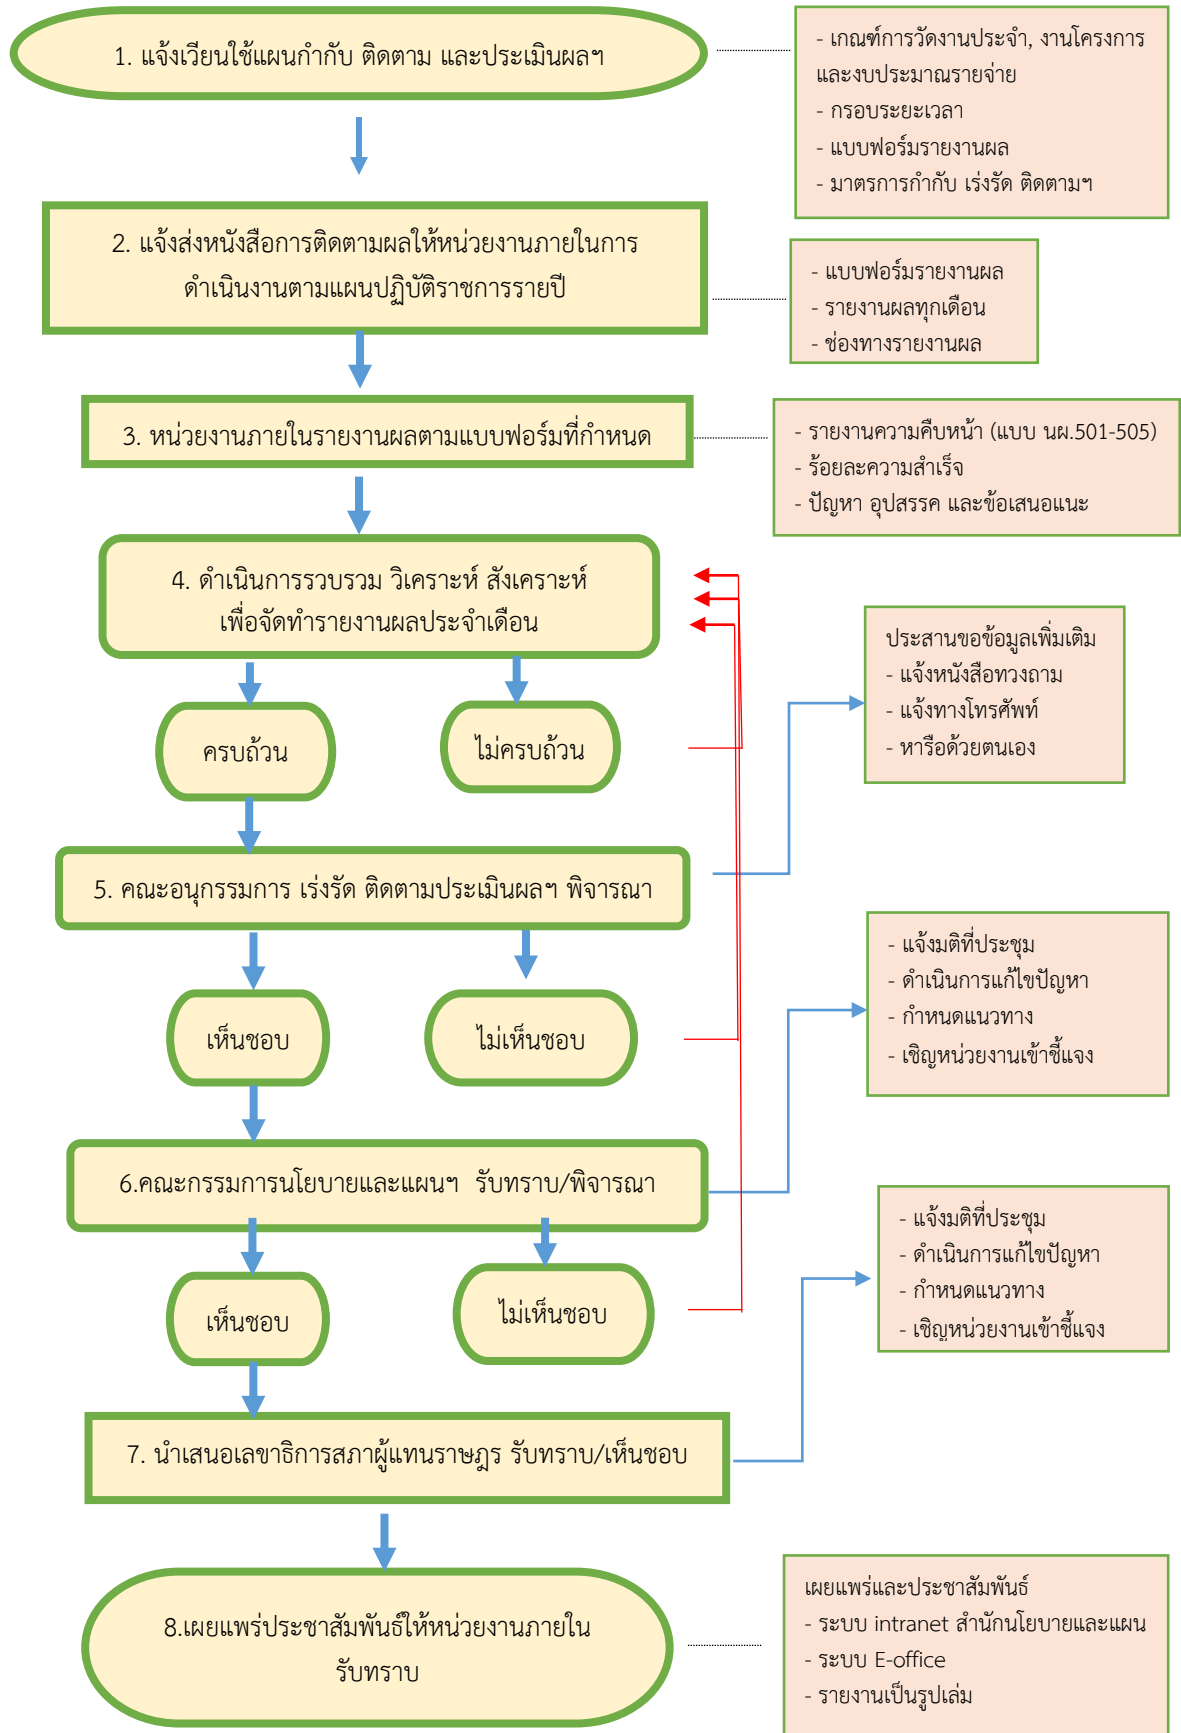 1. แจ้งเวียนใช้แผนกำกับ ติดตาม และประเมินผลฯ
- เกณฑ์การวัดงานประจำ, งานโครงการ
และงบประมาณรายจ่าย
- กรอบระยะเวลา
- แบบฟอร์มรายงานผล
- มาตรการกำกับ เร่งรัด ติดตามฯ
2. แจ้งส่งหนังสือการติดตามผลให้หน่วยงานภายในการ
ดำเนินงานตามแผนปฏิบัติราชการรายปี
- แบบฟอร์มรายงานผล
- รายงานผลทุกเดือน
- ช่องทางรายงานผล
3. หน่วยงานภายในรายงานผลตามแบบฟอร์มที่กำหนด
- รายงานความคืบหน้า (แบบ นผ.501-505)
- ร้อยละความสำเร็จ
- ปัญหา อุปสรรค และข้อเสนอแนะ
4. ดำเนินการรวบรวม วิเคราะห์ สังเคราะห์
เพื่อจัดทำรายงานผลประจำเดือน
ครบถ้วน
ไม่ครบถ้วน
ประสานขอข้อมูลเพิ่มเติม
- แจ้งหนังสือทวงถาม
- แจ้งทางโทรศัพท์
- หารือด้วยตนเอง
5. คณะอนุกรรมการ เร่งรัด ติดตามประเมินผลฯ พิจารณา
เห็นชอบ
ไม่เห็นชอบ
- แจ้งมติที่ประชุม
- ดำเนินการแก้ไขปัญหา
- กำหนดแนวทาง
- เชิญหน่วยงานเข้าชี้แจง
6.คณะกรรมการนโยบายและแผนฯ รับทราบ/พิจารณา
เห็นชอบ
ไม่เห็นชอบ
- แจ้งมติที่ประชุม
- ดำเนินการแก้ไขปัญหา
- กำหนดแนวทาง
- เชิญหน่วยงานเข้าชี้แจง
7. นำเสนอเลขาธิการสภาผู้แทนราษฎร รับทราบ/เห็นชอบ
8.เผยแพร่ประชาสัมพันธ์ให้หน่วยงานภายใน
รับทราบ
เผยแพร่และประชาสัมพันธ์
- ระบบ intranet สำนักนโยบายและแผน
- ระบบ E-office
- รายงานเป็นรูปเล่ม